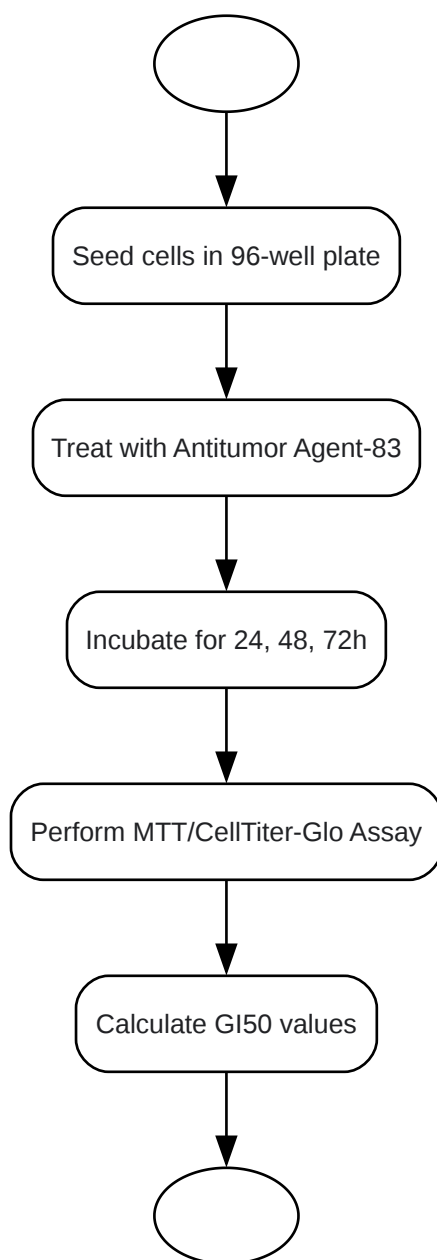 Seed cells in 96-well plate
Treat with Antitumor Agent-83
Incubate for 24, 48, 72h
Perform MTT/CellTiter-Glo Assay
Calculate GI50 values